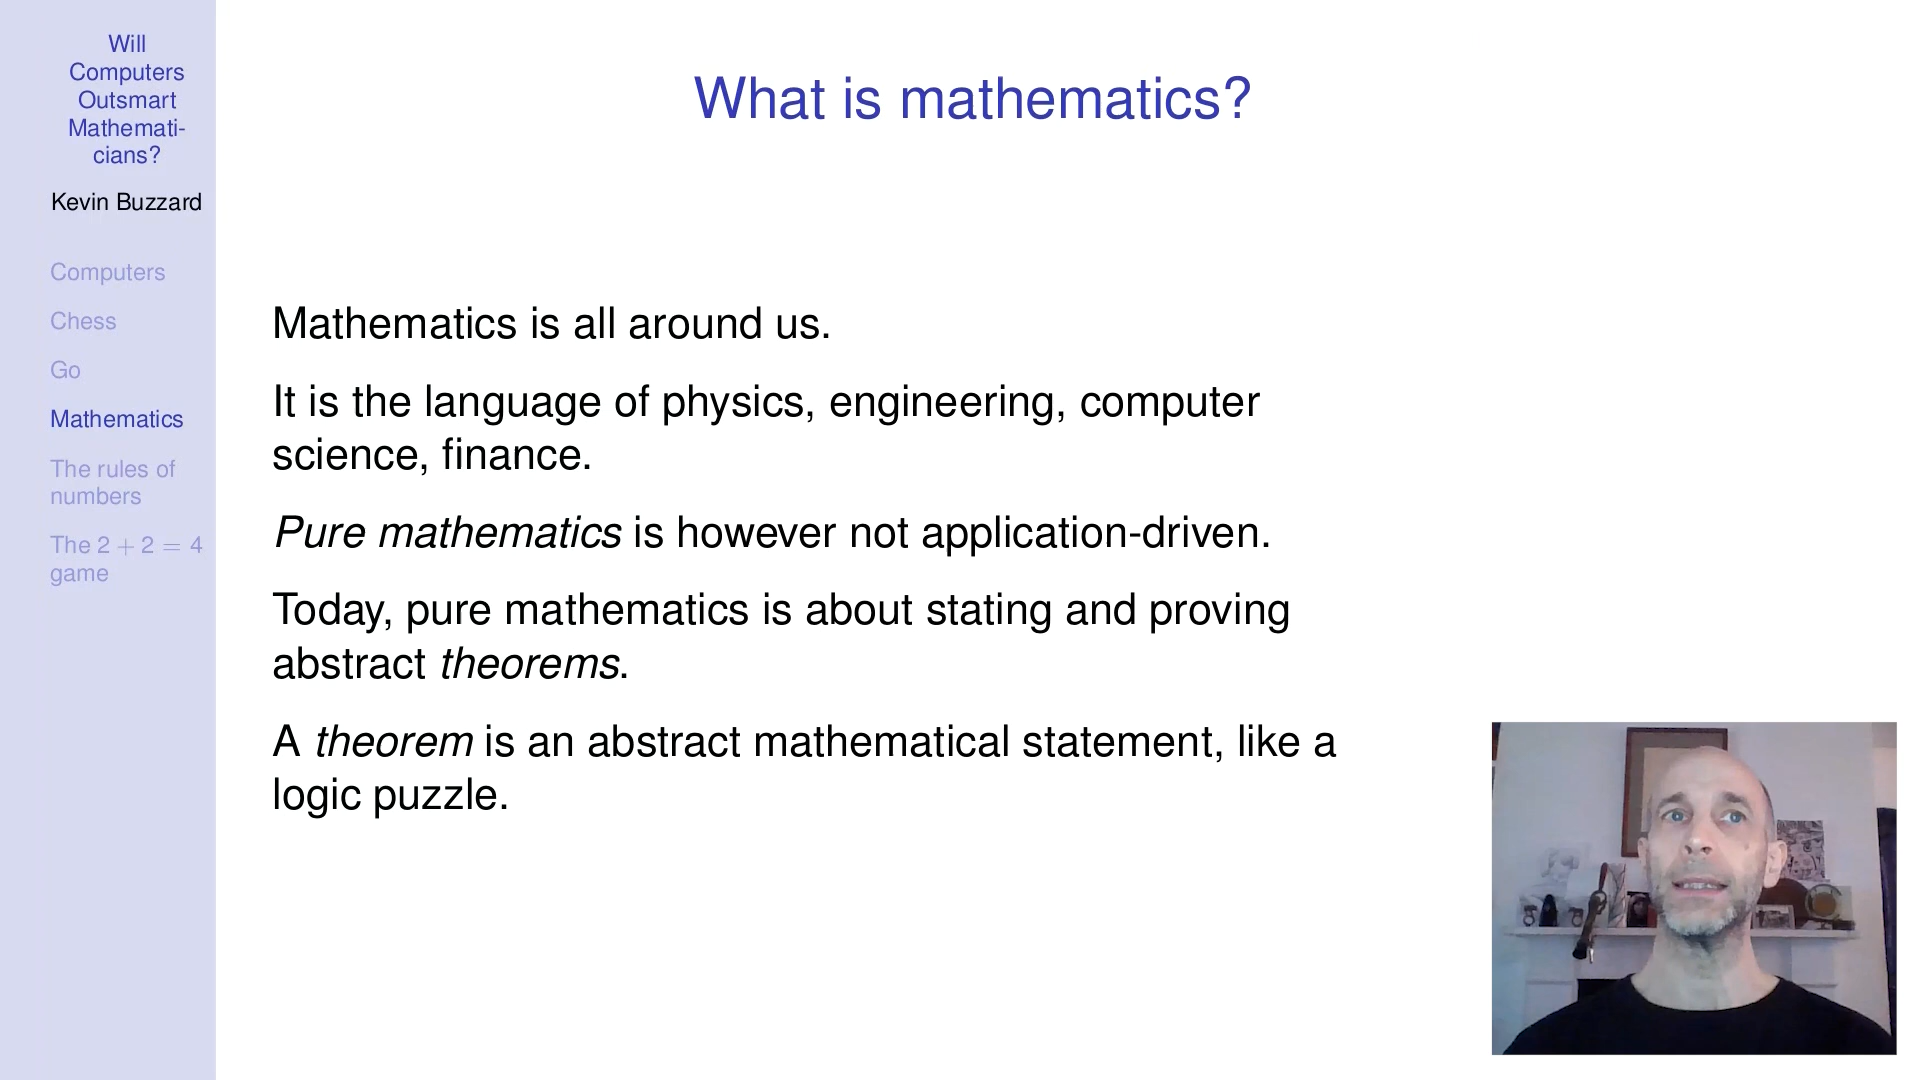 Will
Computers
Outsmart
Mathemati-
cians?
Kevin Buzzard
Computers
Chess
Go
Mathematics
The rules of
numbers
The 2 + 2 = 4
game
What is mathematics?
Mathematics is all around us.
It is the language of physics, engineering, computer
science, finance.
Pure mathematics is however not application-driven.
Today, pure mathematics is about stating and proving
abstract theorems.
A theorem is an abstract mathematical statement, like a
logic puzzle.